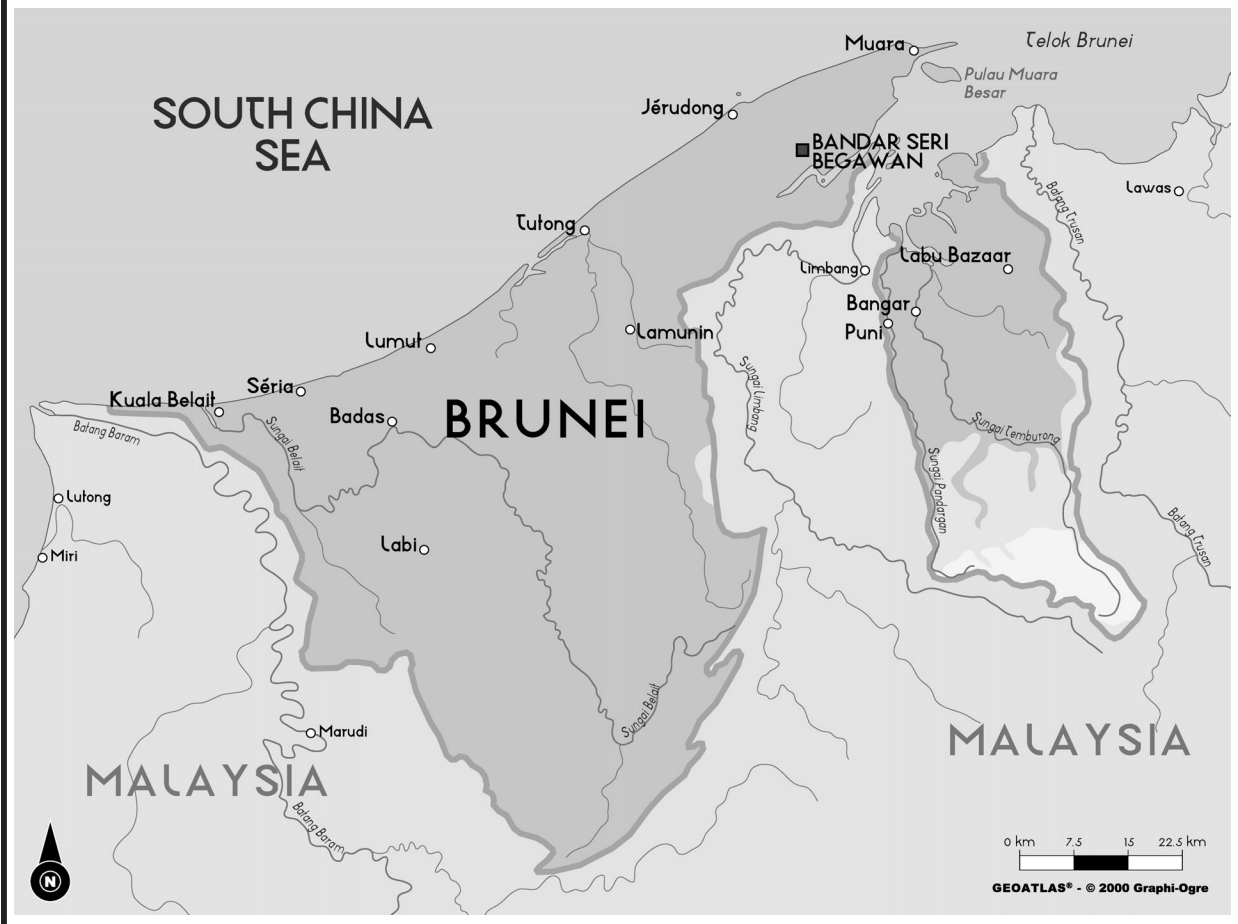 Muara
Telok Brunei
Pulau Muara
Besar
SOUTH CHINA
SEA
Jérudong
BANDAR SERI
BEGAWAN
Lawas
Batang Trusan
Tutong
Limbang
Labu Bazaar
Bangar
Puni
Lamunin
Lumut
Séria
Kuala Belait
Badas
BRUNEI
Sungai Limbang
Batang Baram
Sungai Belait
Sungai Temburong
Sungai Pandargan
Lutong
Batang Trusan
Miri
Labi
Sungai Belait
Marudi
MALAYSIA
MALAYSIA
Batang Baram
0 km 7.5 15 22.5 km
GEOATLAS® - © 2000 Graphi-Ogre
N